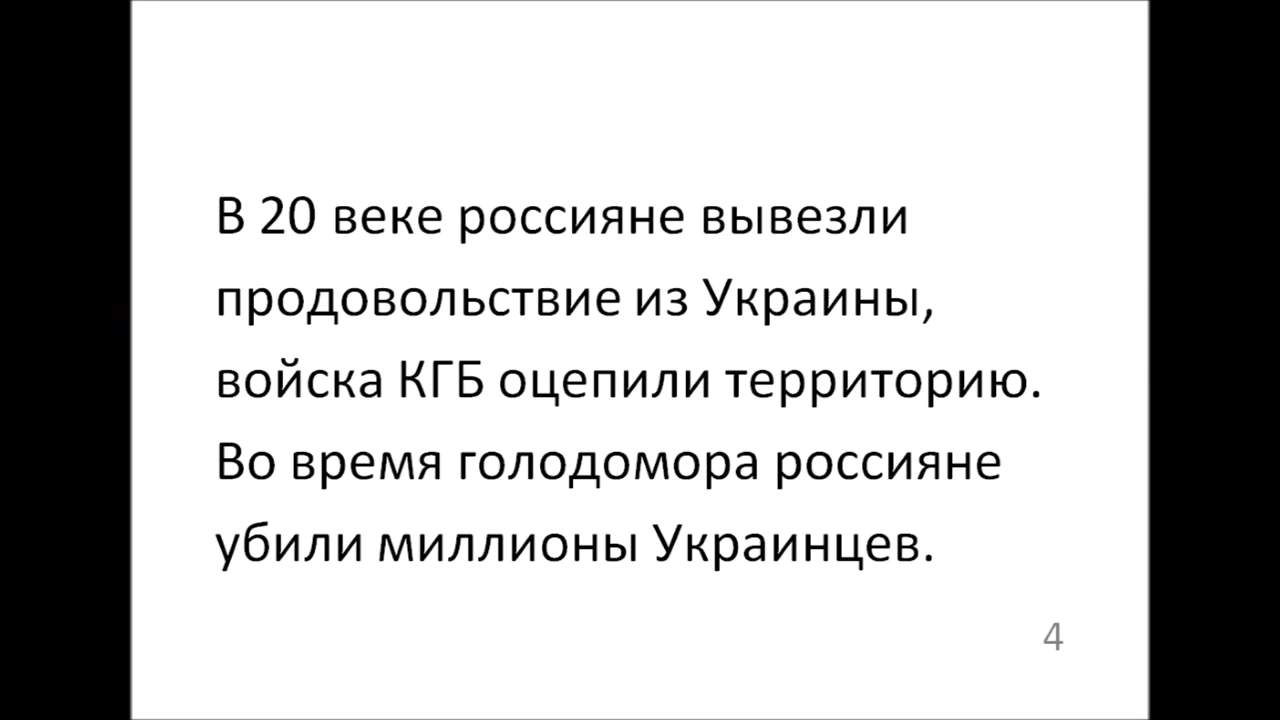 В 20 веке россияне вывезли
продовольствие из Украины,
войска КГБ оцепили территорию.
Во время голодомора россияне
убили миллионы Украинцев.
4